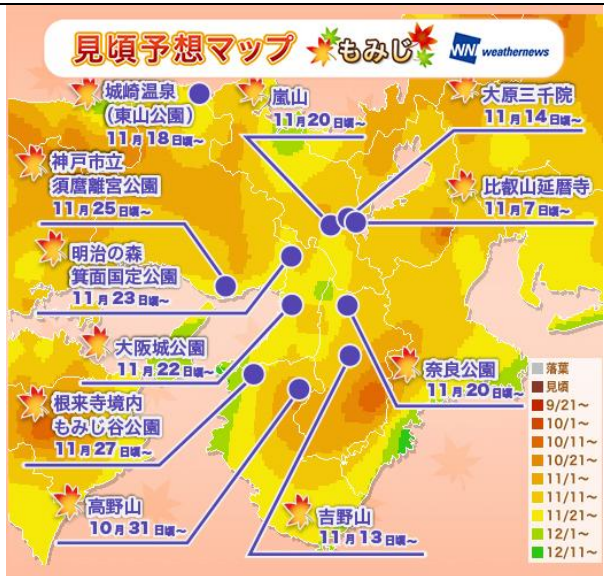 見頃予想マップ もみじ WN weathernews
城崎温泉
(東山公園)
11月18日頃~
嵐山
11月20日頃~
大原三千院
11月14日頃~
神戸市立
須磨離宮公園
11月25日頃~
比叡山延暦寺
11月7日頃~
明治の森
箕面国定公園
11月23日頃~
大阪城公園
11月22日頃~
奈良公園
11月20日頃~
根来寺境内
もみじ谷公園
11月27日頃~
高野山
10月31日頃~
吉野山
11月13日頃~
落葉
見頃
9/21~
10/1~
10/11~
10/21~
11/1~
11/11~
11/21~
12/1~
12/11~